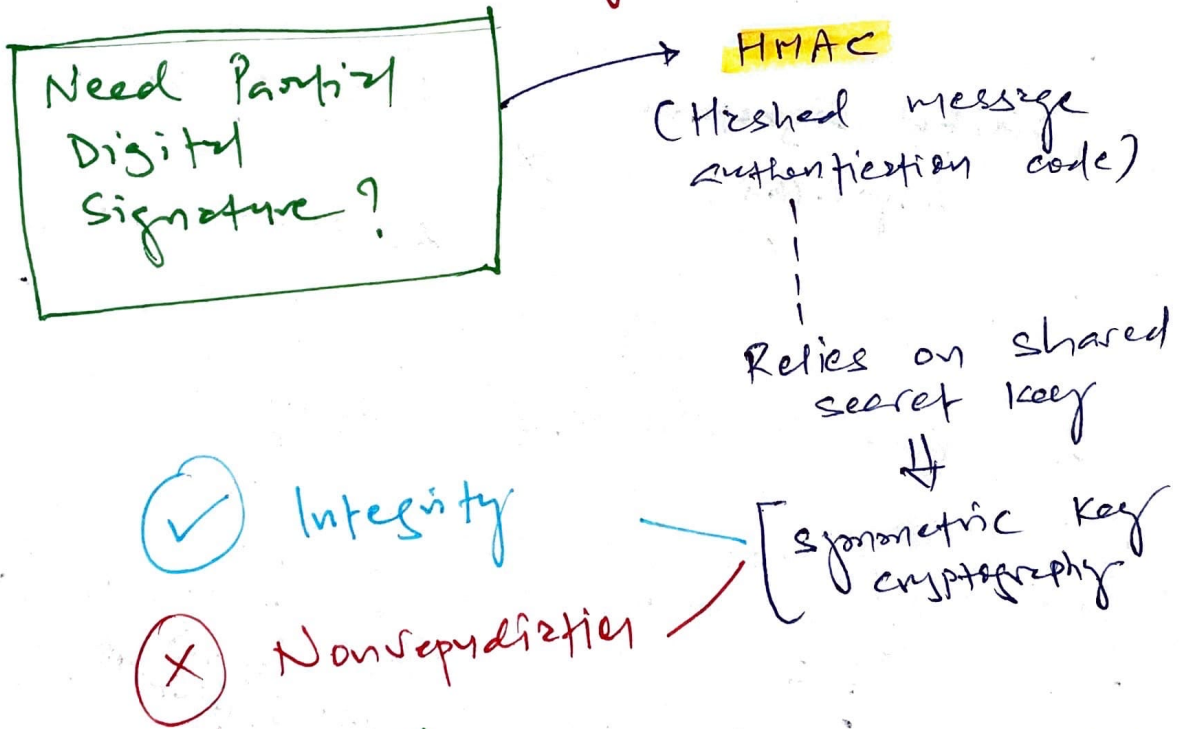 Need Partial
Digital
Signature?
HMAC
(Hashed message
authentication code)
Relies on shared
secret key
[symmetric key
cryptography
✓ Integrity
X Nonrepudiation